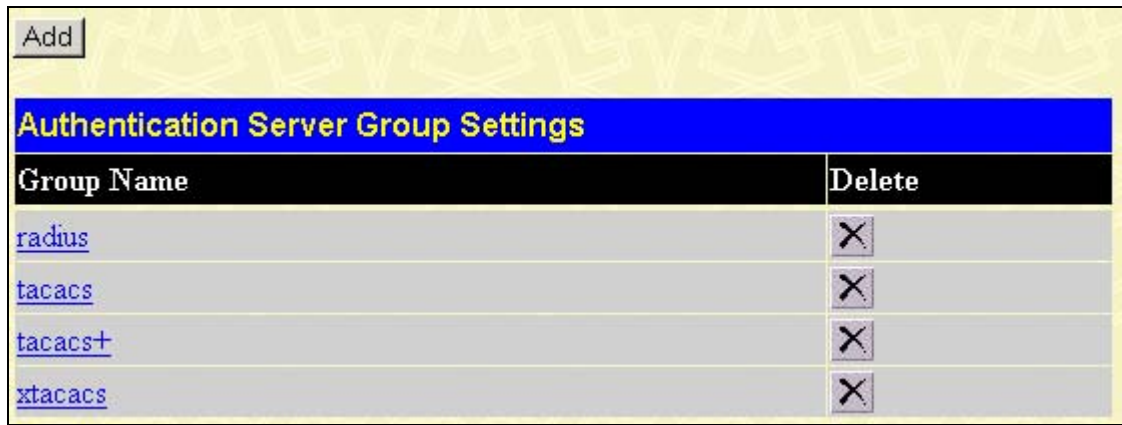 Add
Authentication Server Group Settings
Group Name Delete
radius
tacacs
tacacs+
xtacacs